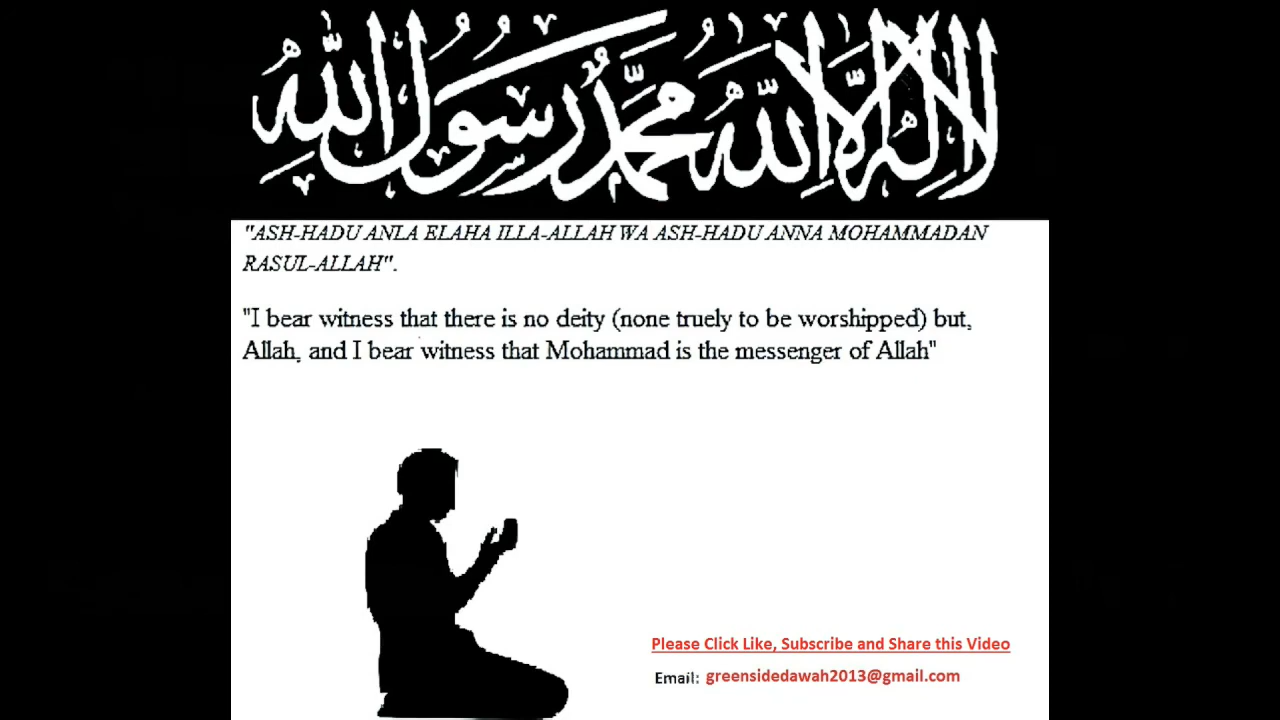 لا إله إلا الله محمد رسول الله
"ASH-HADU ANLA ELAHA ILLA-ALLAH WA ASH-HADU ANNA MOHAMMADAN
RASUL-ALLAH".
"I bear witness that there is no deity (none truely to be worshipped) but,
Allah, and I bear witness that Mohammad is the messenger of Allah"
Please Click Like, Subscribe and Share this Video
Email: greensidedawah2013@gmail.com